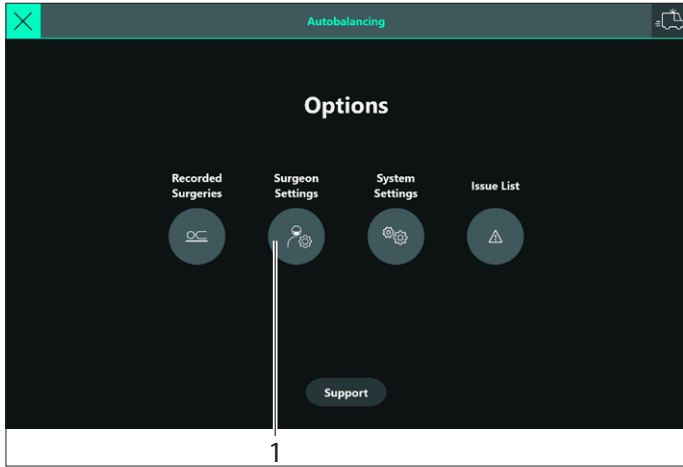 Autobalancing
Options
Recorded
Surgeries
Surgeon
Settings
System
Settings
Issue List
Support
1